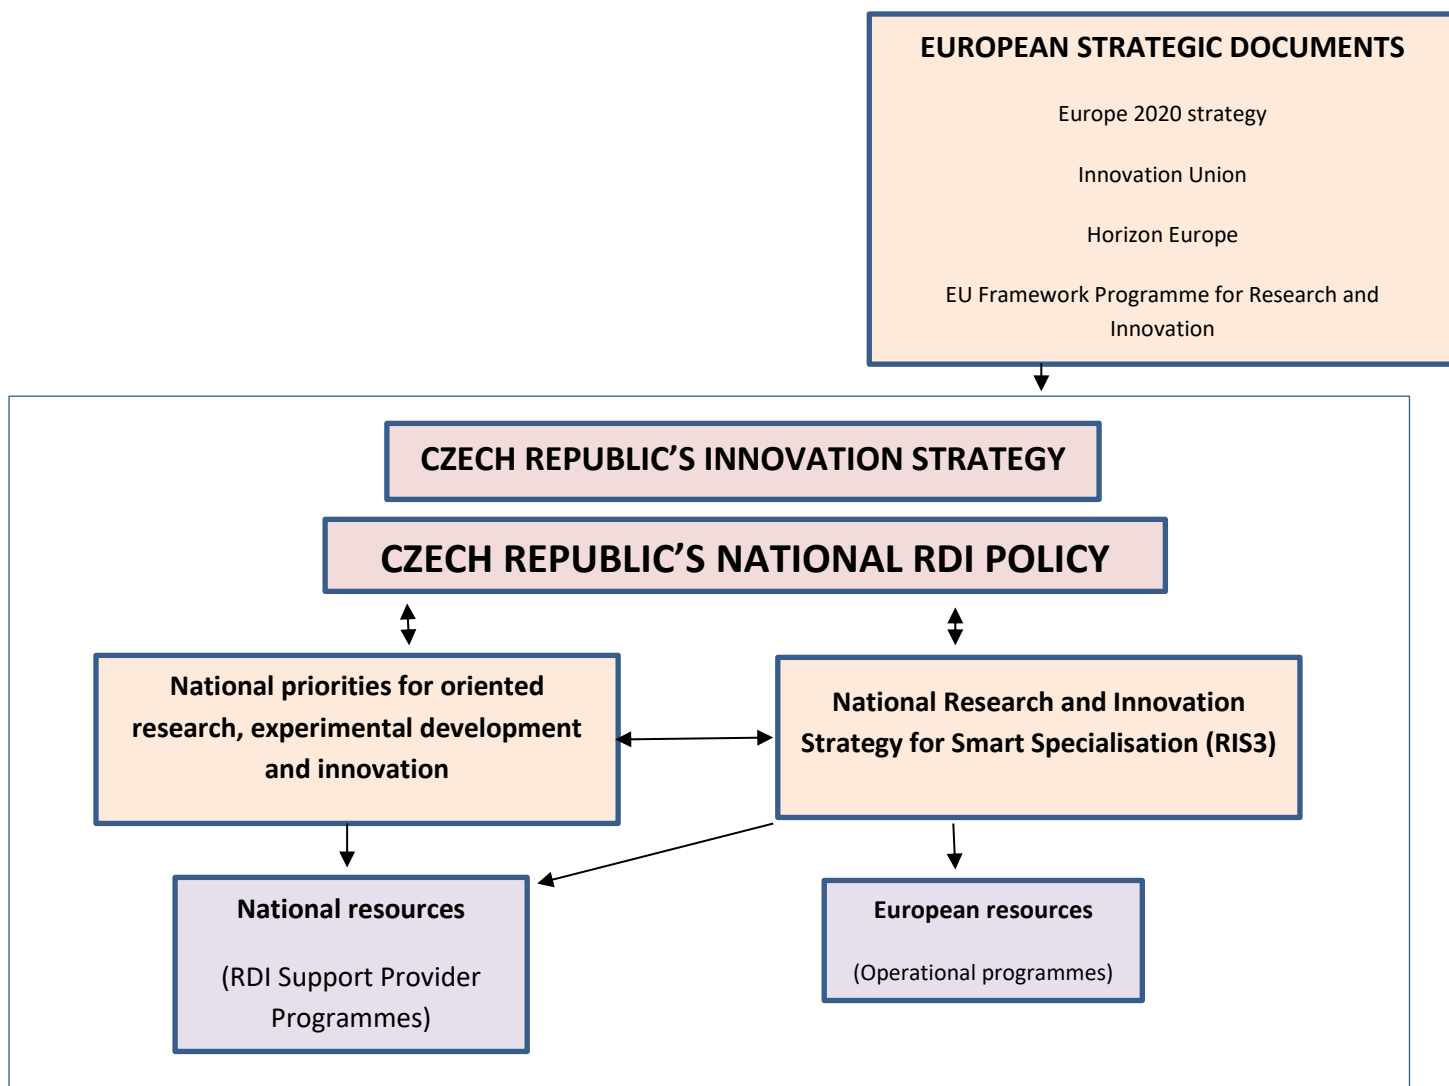 EUROPEAN STRATEGIC DOCUMENTS
Europe 2020 strategy
Innovation Union
Horizon Europe
EU Framework Programme for Research and
Innovation
CZECH REPUBLIC’S INNOVATION STRATEGY
CZECH REPUBLIC’S NATIONAL RDI POLICY
National priorities for oriented
research, experimental development
and innovation
National Research and Innovation
Strategy for Smart Specialisation (RIS3)
National resources
(RDI Support Provider
Programmes)
European resources
(Operational programmes)